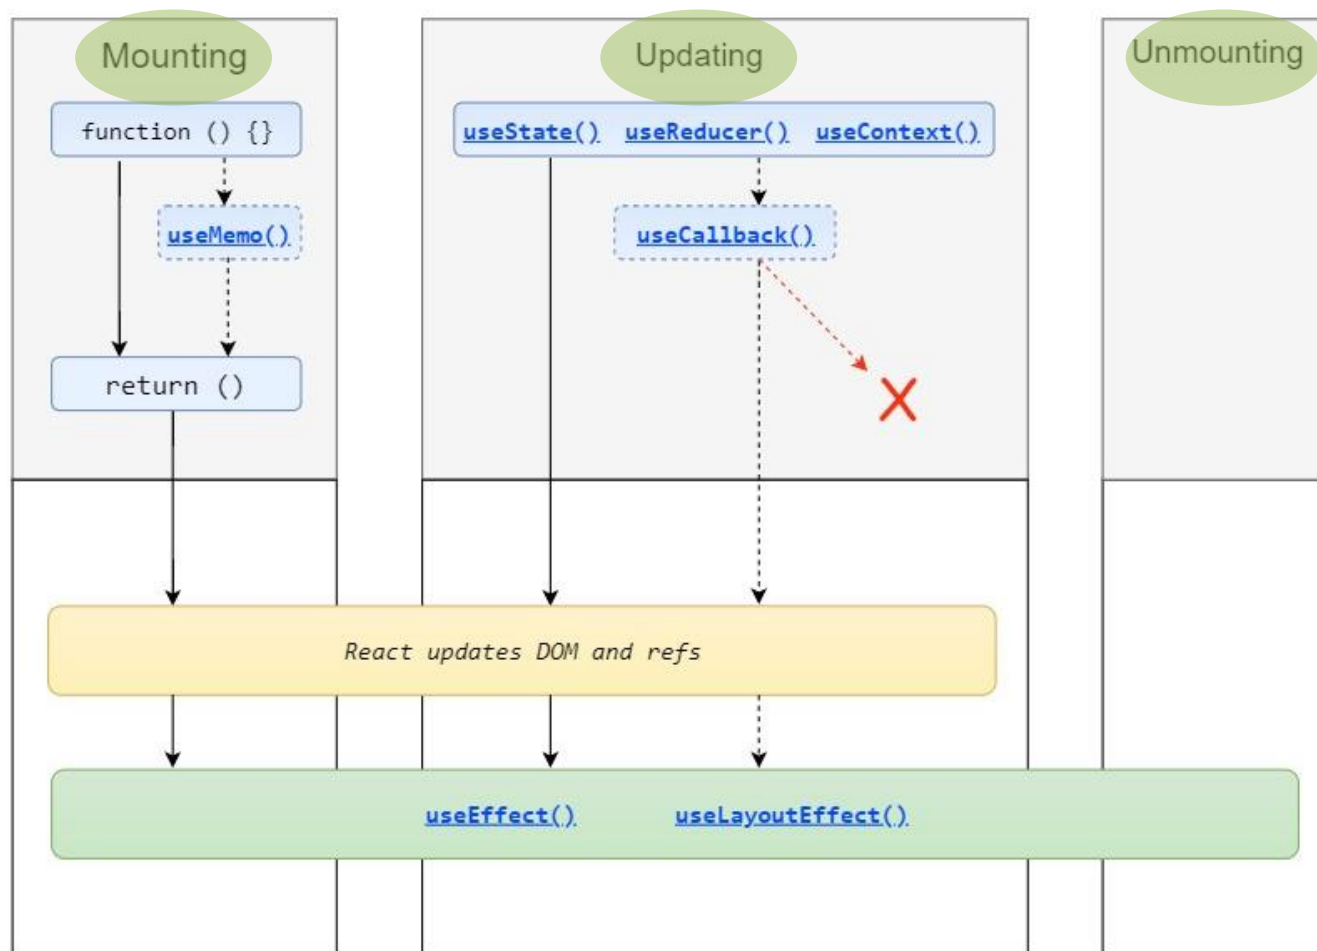 Mounting
Updating
Unmounting
function () {}
useState() useReducer() useContext()
useMemo()
useCallback()
return ()
React updates DOM and refs
useEffect() useLayoutEffect()